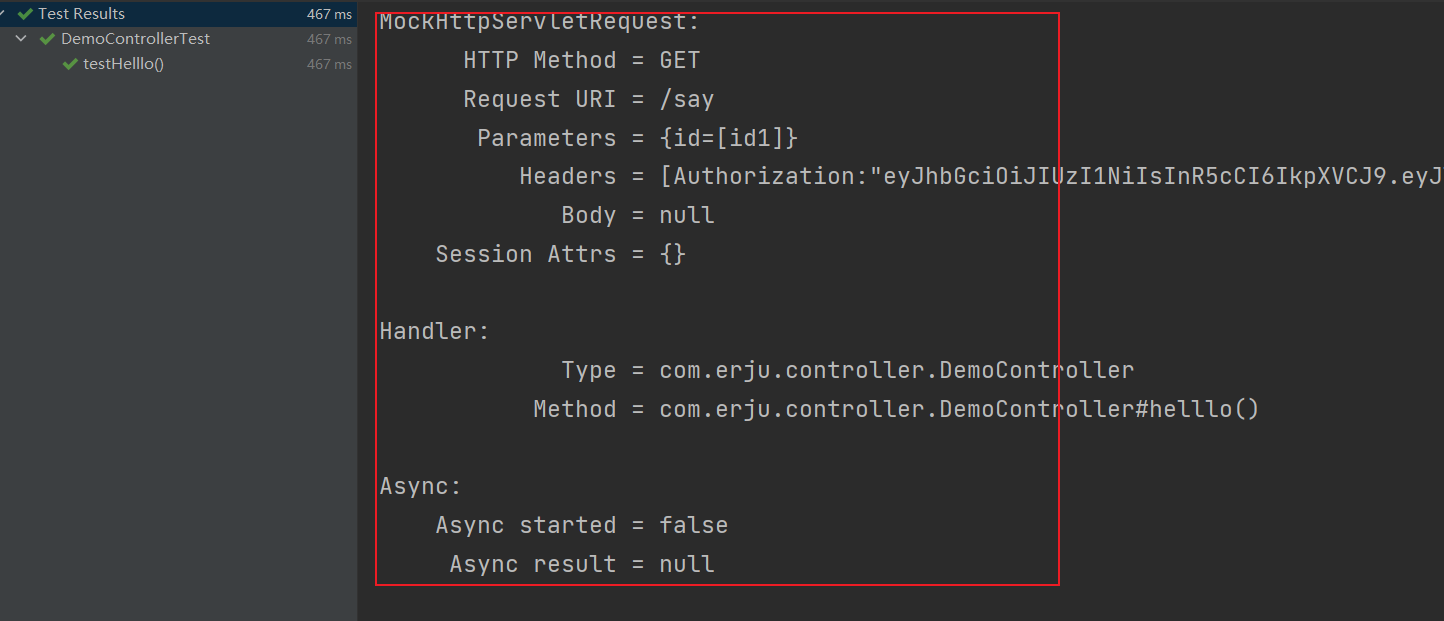 Test Results 467 ms
DemoControllerTest 467 ms
testHelllo() 467 ms
MockHttpServletRequest:
HTTP Method = GET
Request URI = /say
Parameters = {id=[id1]}
Headers = [Authorization:"eyJhbGciOiJIUzI1NiIsInR5cCI6IkpXVCJ9.eyJ
Body = null
Session Attrs = {}
Handler:
Type = com.erju.controller.DemoController
Method = com.erju.controller.DemoController#helllo()
Async:
Async started = false
Async result = null